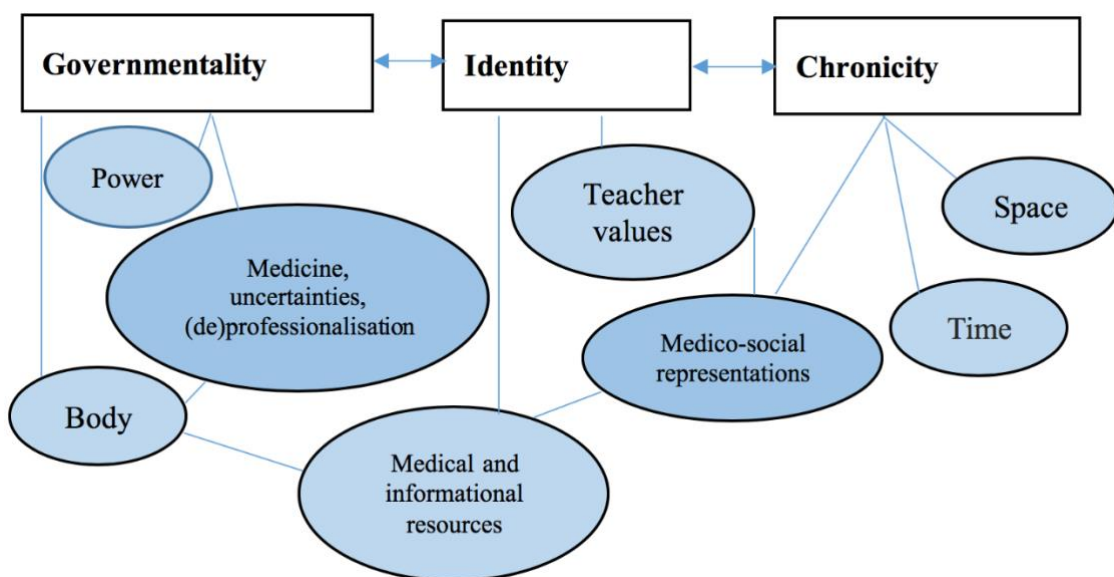 Governmentality
Identity
Chronicity
Power
Teacher
values
Space
Medicine,
uncertainties,
(de)professionalisation
Time
Medico-social
representations
Body
Medical and
informational
resources